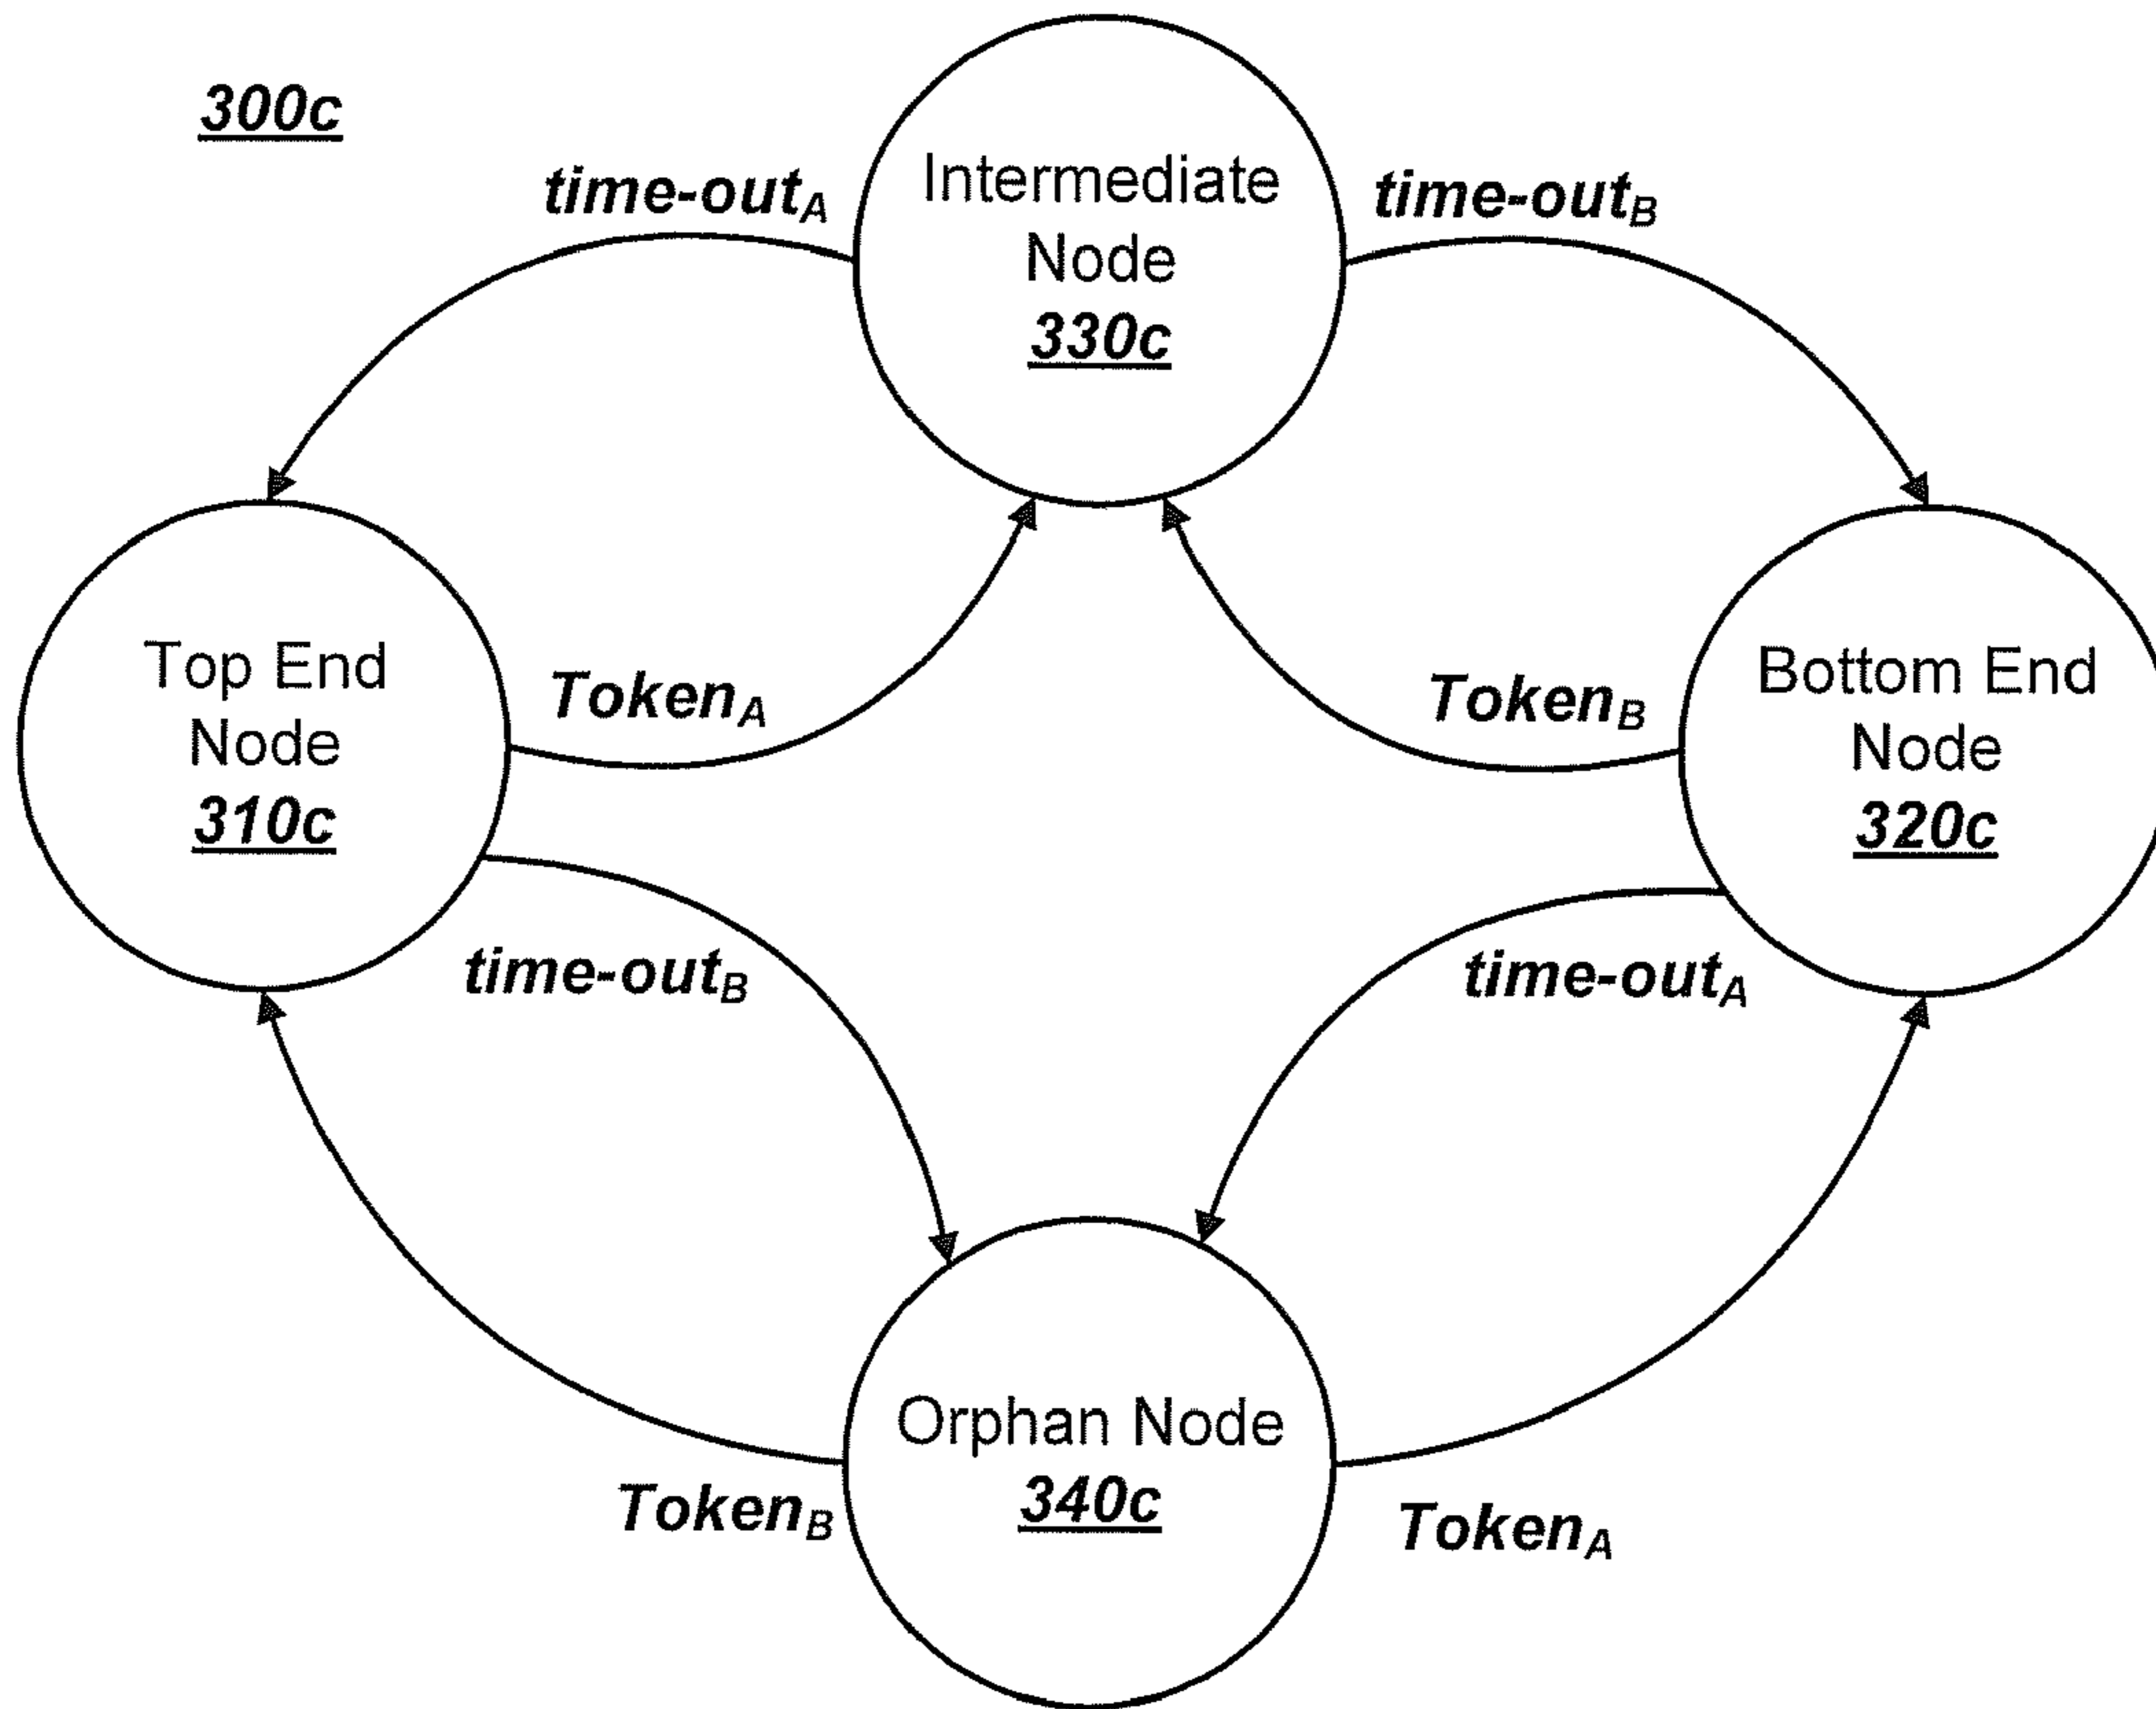 300c
time-outA
Intermediate
Node
330c
time-outB
Top End
Node
310c
TokenA
TokenB
Bottom End
Node
320c
time-outB
time-outA
Orphan Node
340c
TokenB
TokenA